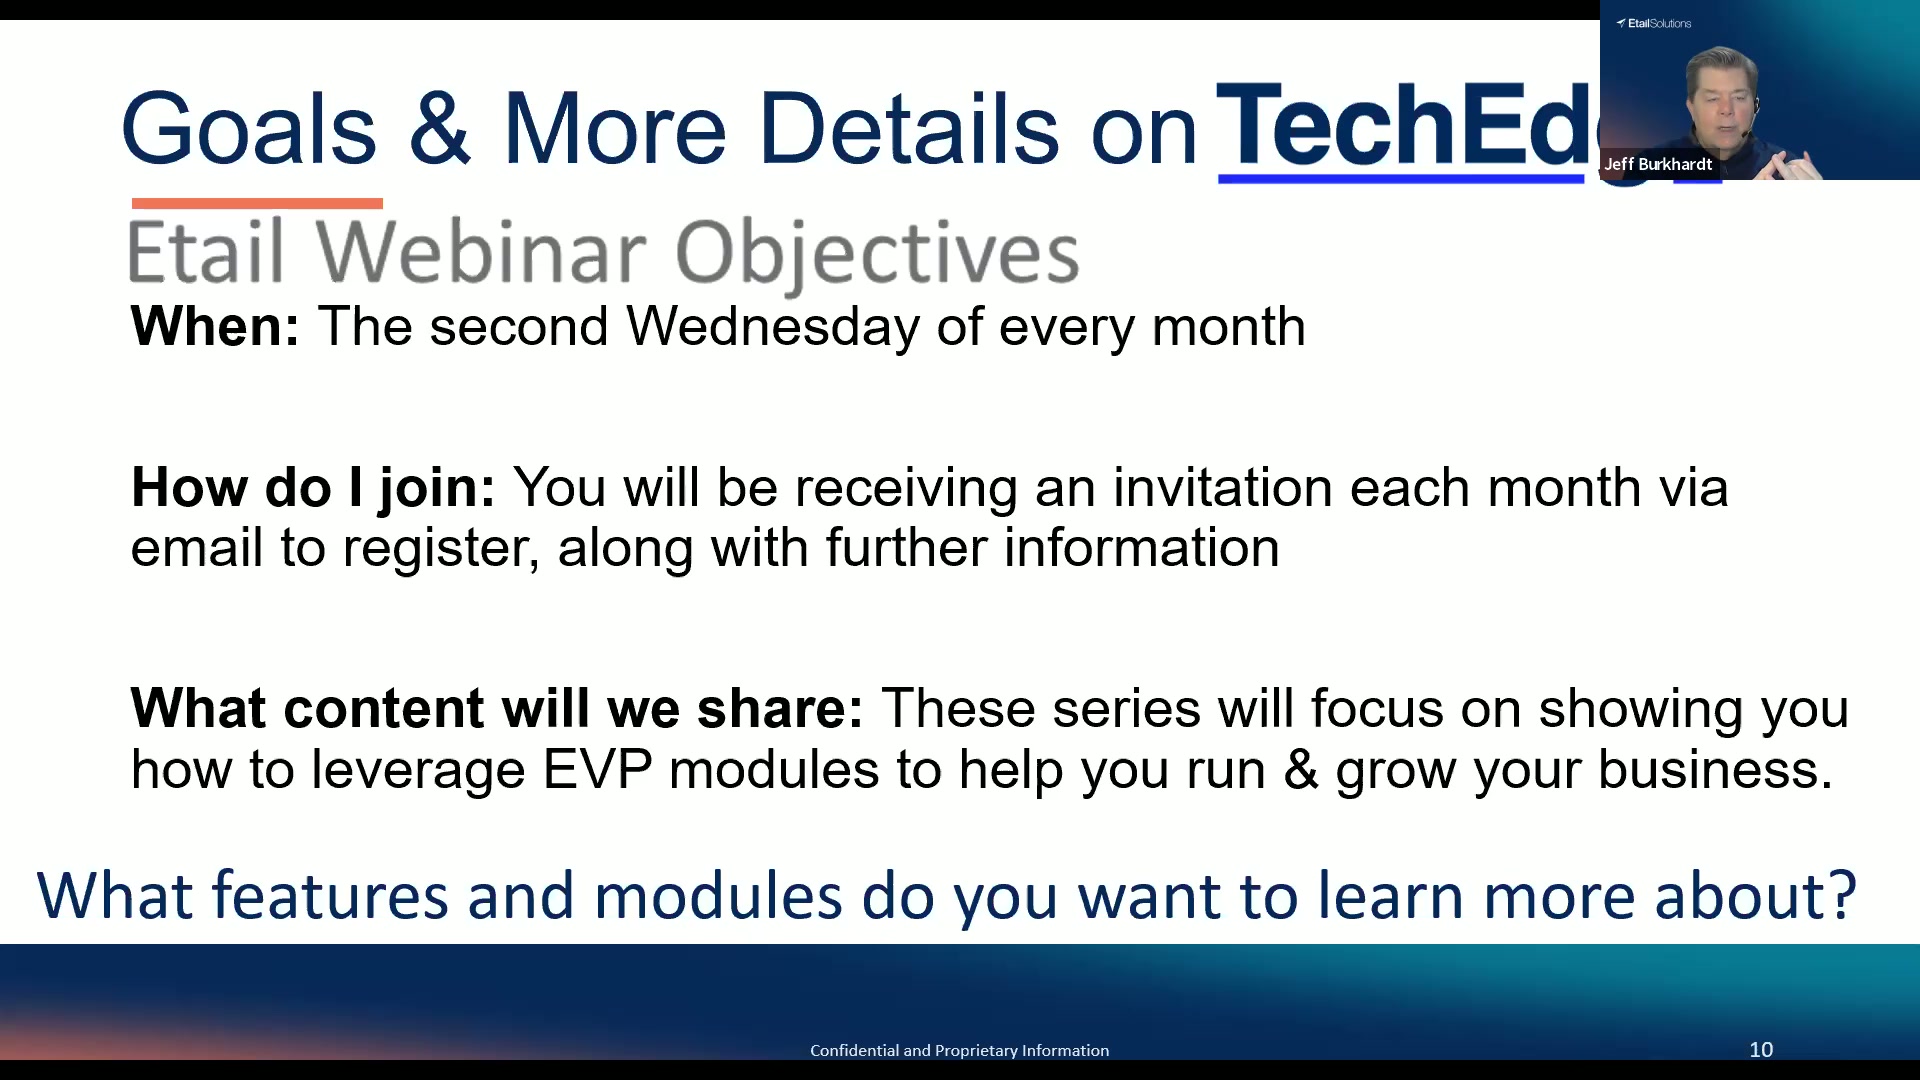 EtailSolutions
Goals & More Details on TechEd
Jeff Burkhardt
Etail Webinar Objectives
When: The second Wednesday of every month
How do I join: You will be receiving an invitation each month via
email to register, along with further information
What content will we share: These series will focus on showing you
how to leverage EVP modules to help you run & grow your business.
What features and modules do you want to learn more about?
Confidential and Proprietary Information
10